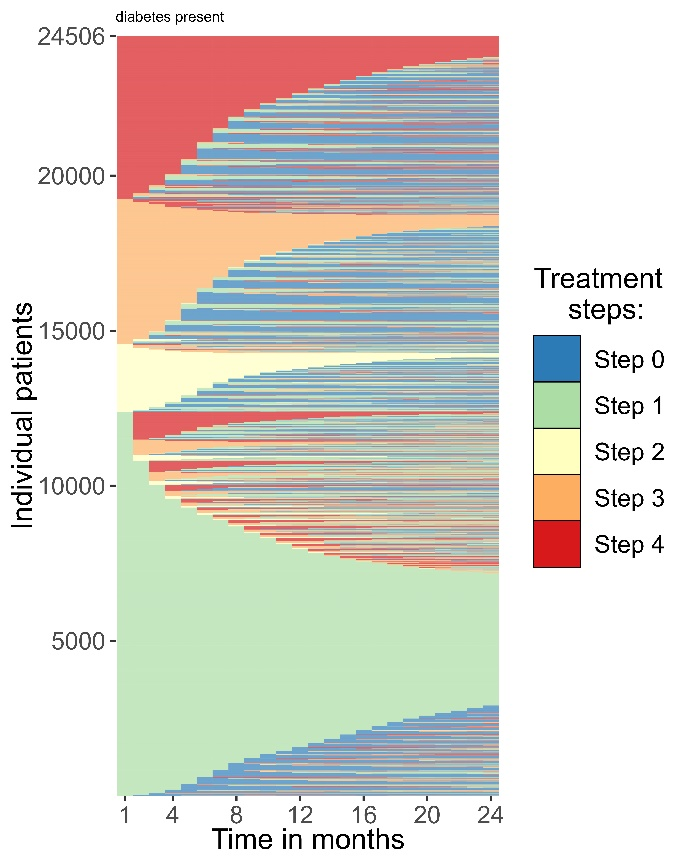 diabetes present
24506
20000
15000
10000
5000
Individual patients
1 4 8 12 16 20 24
Time in months
Treatment
steps:
Step 0
Step 1
Step 2
Step 3
Step 4